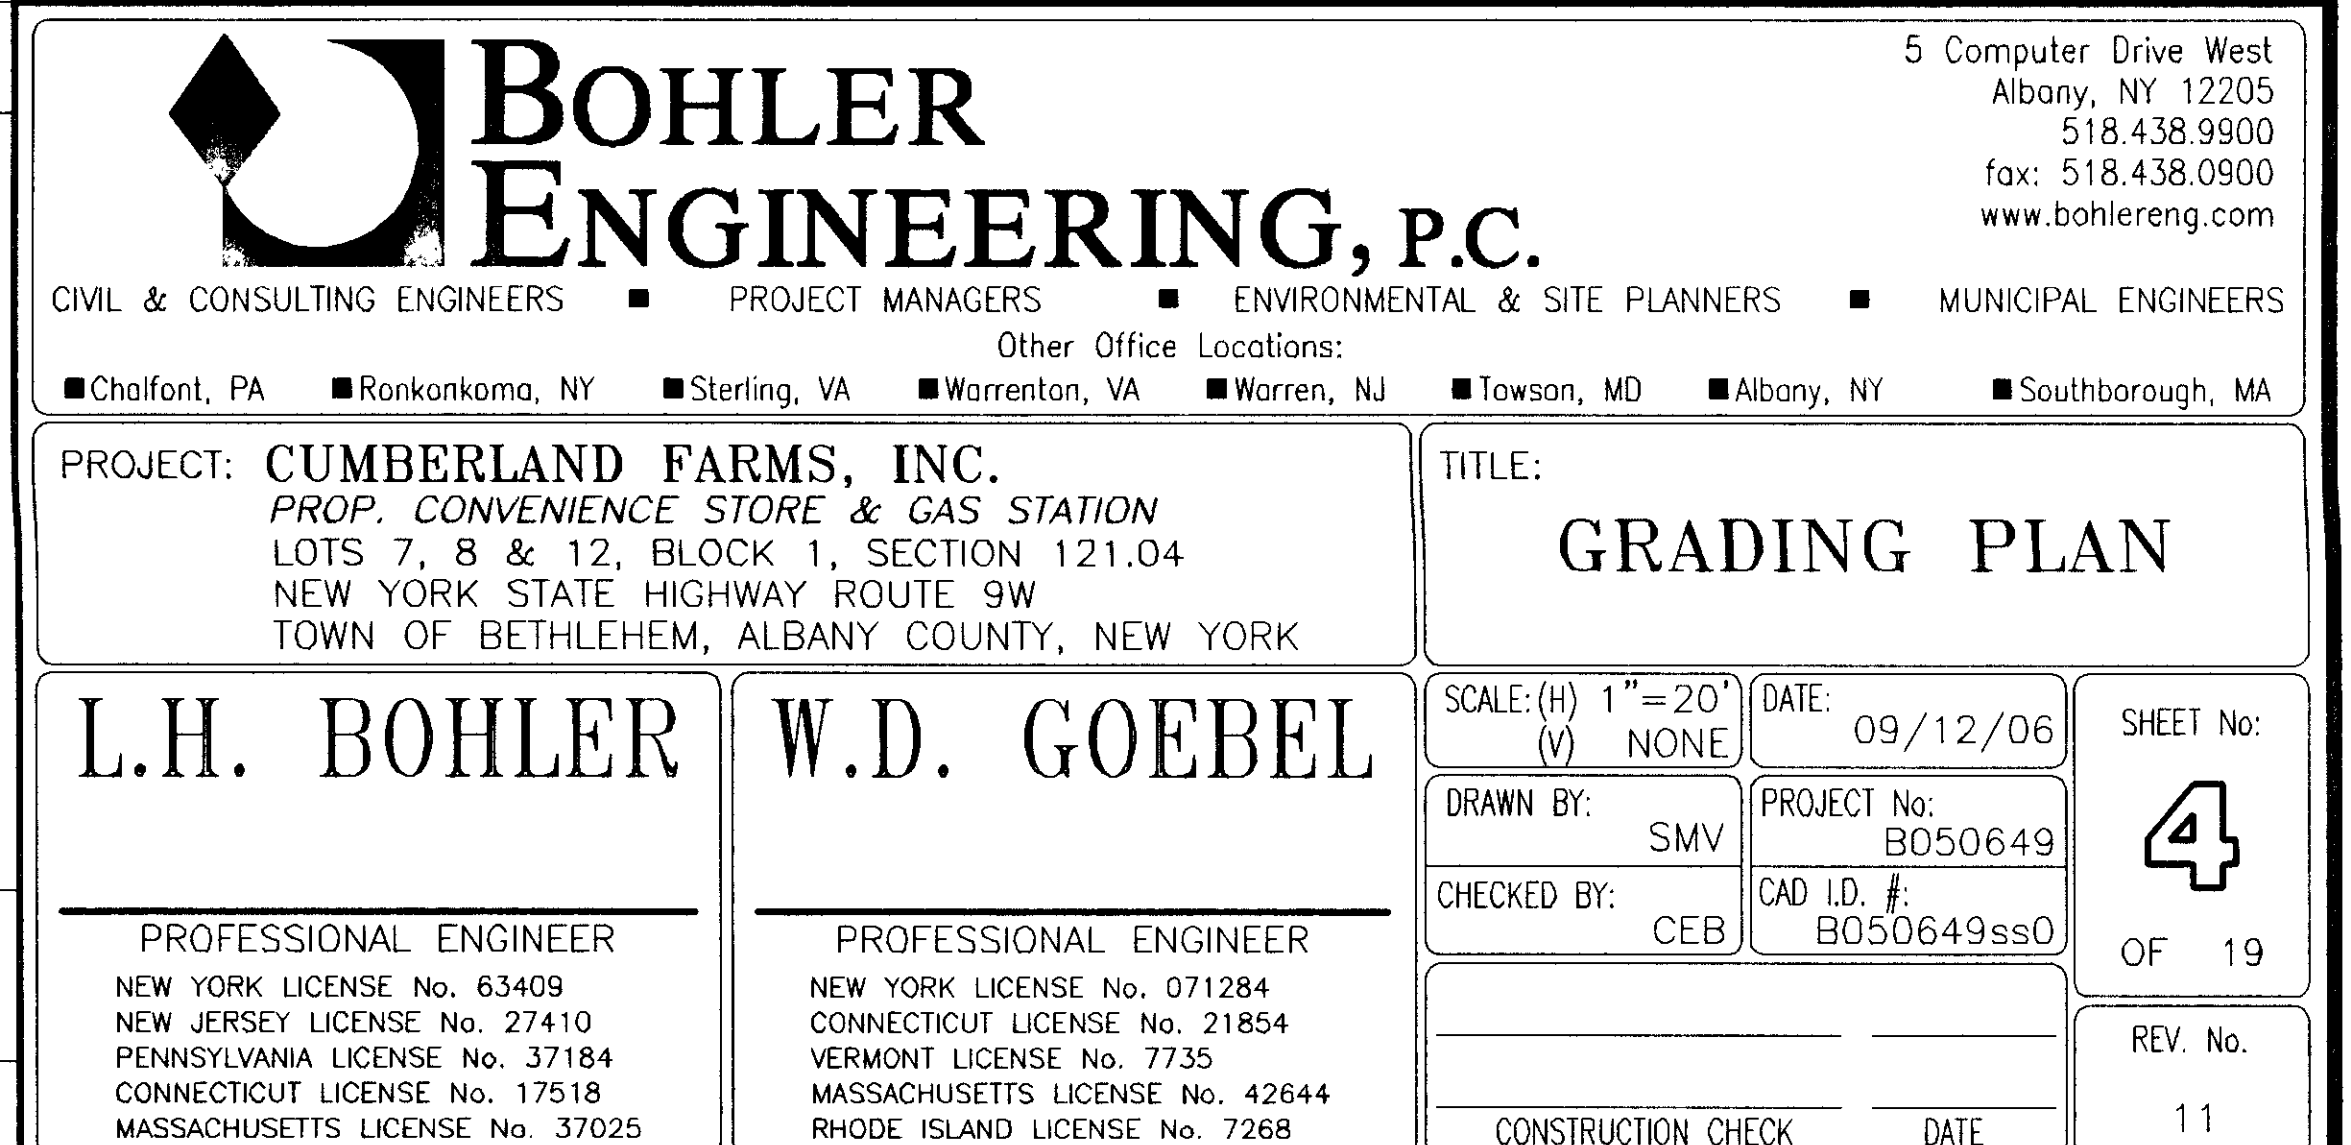 BOHLER
ENGINEERING, P.C.
5 Computer Drive West
Albany, NY 12205
518.438.9900
fax: 518.438.0900
www.bohlereng.com
CIVIL & CONSULTING ENGINEERS ■ PROJECT MANAGERS ■ ENVIRONMENTAL & SITE PLANNERS ■ MUNICIPAL ENGINEERS
Other Office Locations:
■Chalfont, PA ■Ronkonkoma, NY ■Sterling, VA ■Warrenton, VA ■Warren, NJ ■Towson, MD ■Albany, NY ■Southborough, MA
PROJECT: CUMBERLAND FARMS, INC.
PROP. CONVENIENCE STORE & GAS STATION
LOTS 7, 8 & 12, BLOCK 1, SECTION 121.04
NEW YORK STATE HIGHWAY ROUTE 9W
TOWN OF BETHLEHEM, ALBANY COUNTY, NEW YORK
TITLE:
GRADING PLAN
L.H. BOHLER
PROFESSIONAL ENGINEER
NEW YORK LICENSE No. 63409
NEW JERSEY LICENSE No. 27410
PENNSYLVANIA LICENSE No. 37184
CONNECTICUT LICENSE No. 17518
MASSACHUSETTS LICENSE No. 37025
W.D. GOEBEL
PROFESSIONAL ENGINEER
NEW YORK LICENSE No. 071284
CONNECTICUT LICENSE No. 21854
VERMONT LICENSE No. 7735
MASSACHUSETTS LICENSE No. 42644
RHODE ISLAND LICENSE No. 7268
SCALE: (H) 1"=20'
(V) NONE
DATE:
09/12/06
DRAWN BY:
SMV
PROJECT No:
B050649
CHECKED BY:
CEB
CAD I.D. #:
B050649ss0
CONSTRUCTION CHECK DATE
SHEET No:
4
OF 19
REV. No.
11